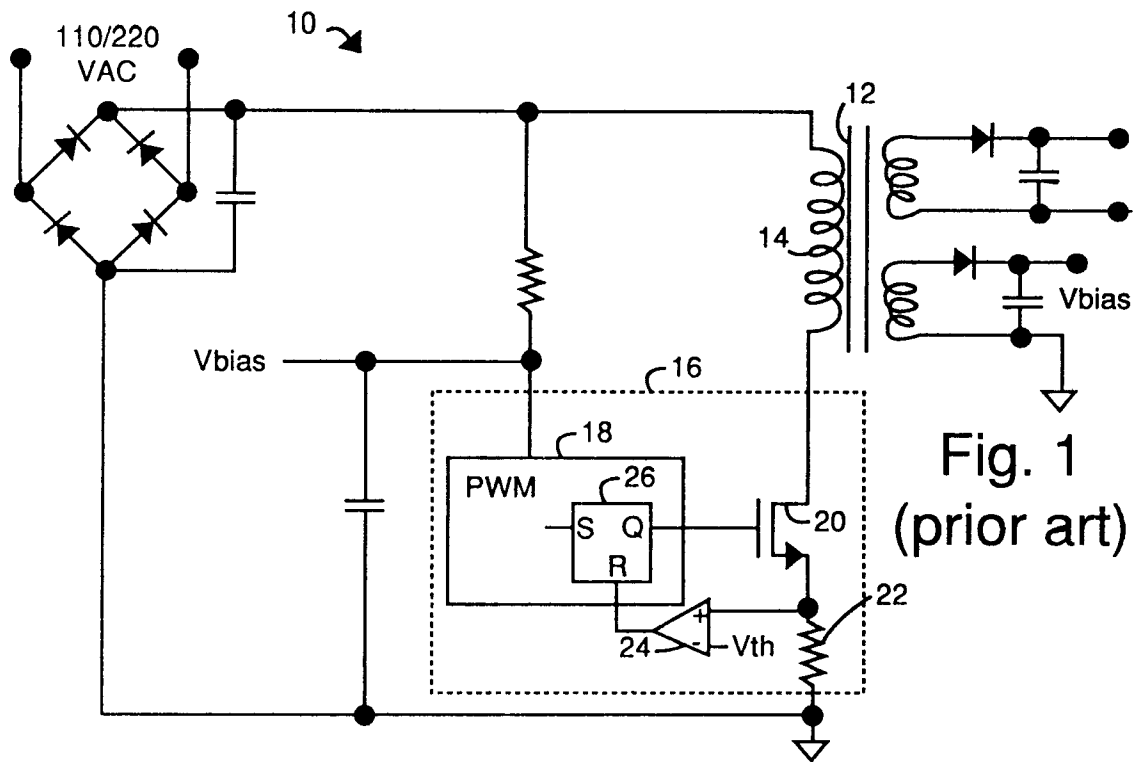 110/220
VAC
10
12
14
Vbias
Vbias
16
18
PWM
26
S Q
R
20
22
+
-
24
Vth
Fig. 1
(prior art)